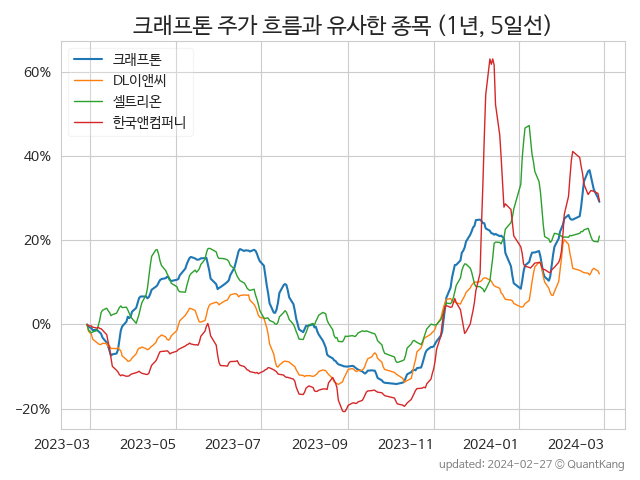 크래프톤 주가 흐름과 유사한 종목 (1년, 5일선)
크래프톤
DL이앤씨
셀트리온
한국앤컴퍼니
60%
40%
20%
0%
−20%
2023-03 2023-05 2023-07 2023-09 2023-11 2024-01 2024-03
updated: 2024-02-27 © QuantKang